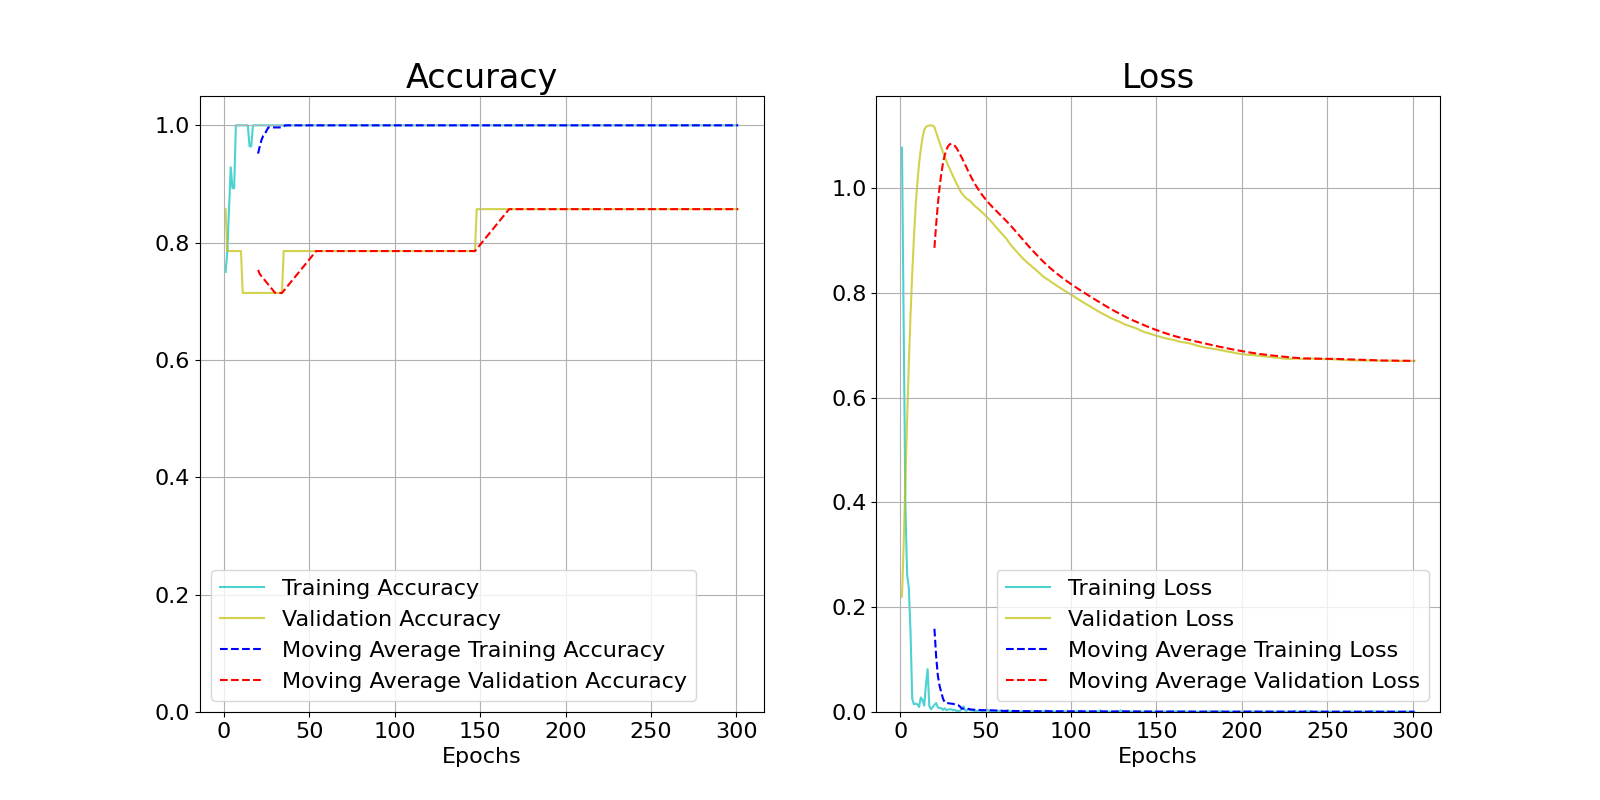 Accuracy
1.0
0.8
0.6
0.4
0.2
0.0
Training Accuracy
Validation Accuracy
Moving Average Training Accuracy
Moving Average Validation Accuracy
0 50 100 150 200 250 300
Epochs
Loss
1.0
0.8
0.6
0.4
0.2
0.0
Training Loss
Validation Loss
Moving Average Training Loss
Moving Average Validation Loss
0 50 100 150 200 250 300
Epochs